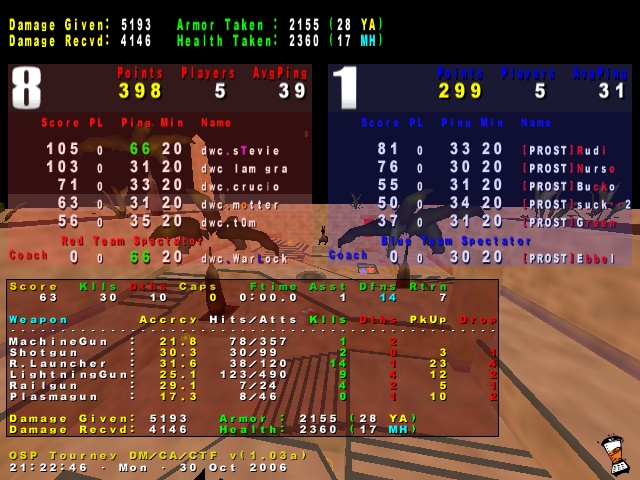 Damage Given: 5193 Armor Taken : 2155 (28 YA)
Damage Recvd: 4146 Health Taken: 2360 (17 MH)
8 Points Players AvgPing
398 5 39
Score PL Ping Min Name
105 0 66 20 dwc.sTevie
103 0 31 20 dwc Iam gra
71 0 33 20 dwc.crucio
63 0 31 20 dwc.motter
56 0 35 20 dwc.t0m
Red Team Spectator
Coach 0 0 66 20 dwc.WarLock
1 Points Players AvgPing
299 5 31
Score PL Ping Min Name
81 0 33 20 [PROST]Rudi
76 0 30 20 [PROST]Nurse
55 0 31 20 [PROST]Bucko
50 0 34 20 
37 0 31 20 [PROST]Green
Blue Team Spectator
Coach 0 0 30 20 [PROST]Ebbel
Score Klls Dths Caps Ftime Asst Dfns Rtrn
63 30 10 0 0:00.0 1 14 7
Weapon Accrcy Hits/Atts Klls Dths PkUp Drop
MachineGun : 21.8 78/357 1 2
Shotgun : 30.3 30/99 2 0 3 1
R.Launcher : 31.6 38/120 14 1 23 4
LightningGun: 25.1 123/490 9 4 12 2
Railgun : 29.1 7/24 4 2 5 1
Plasmagun : 17.3 8/46 0 1 10 2
Damage Given: 5193 Armor : 2155 (28 YA)
Damage Recvd: 4146 Health: 2360 (17 MH)
OSP Tourney DM/CA/CTF v(1.03a)
21:22:46 - Mon - 30 Oct 2006